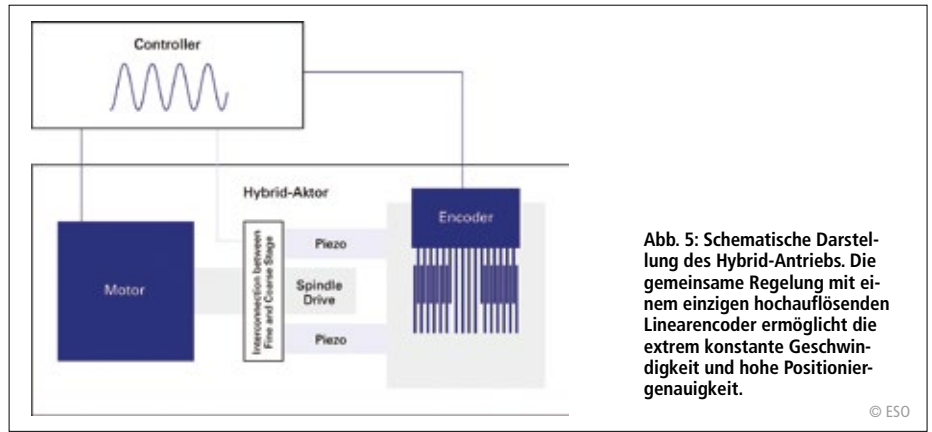 Controller
Hybrid-Aktor
Motor
Interconnection between
Fine and Coarse Stage
Piezo
Spindle
Drive
Piezo
Encoder
Abb. 5: Schematische Darstel-
lung des Hybrid-Antriebs. Die
gemeinsame Regelung mit ei-
nem einzigen hochauflösenden
Linearencoder ermöglicht die
extrem konstante Geschwin-
digkeit und hohe Positionier-
genauigkeit.
© ESO